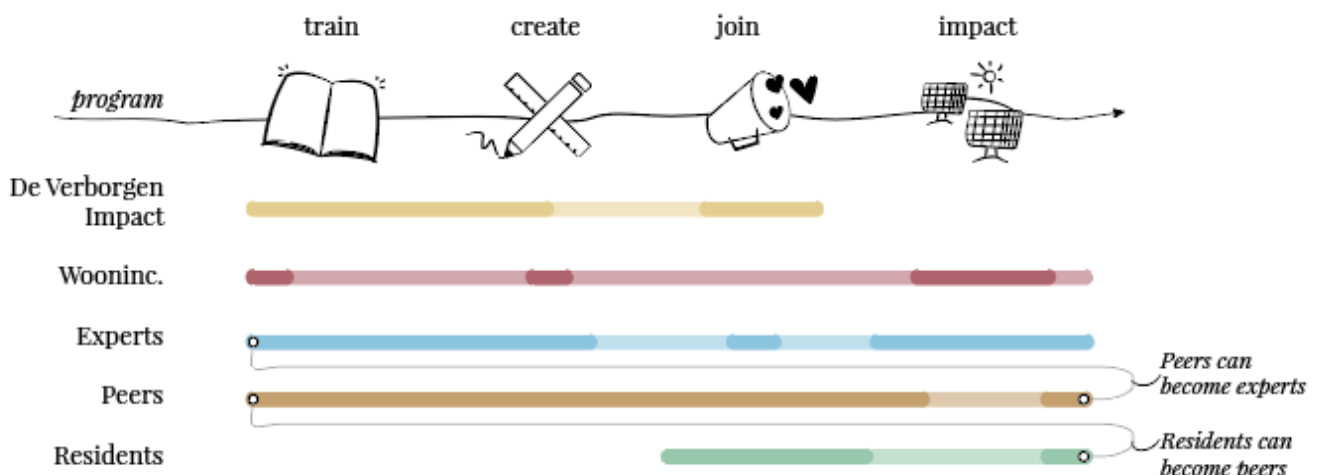 train create join impact
program
De Verborgen
Impact
Wooninc.
Experts
Peers can
become experts
Peers
Residents can
become peers
Residents